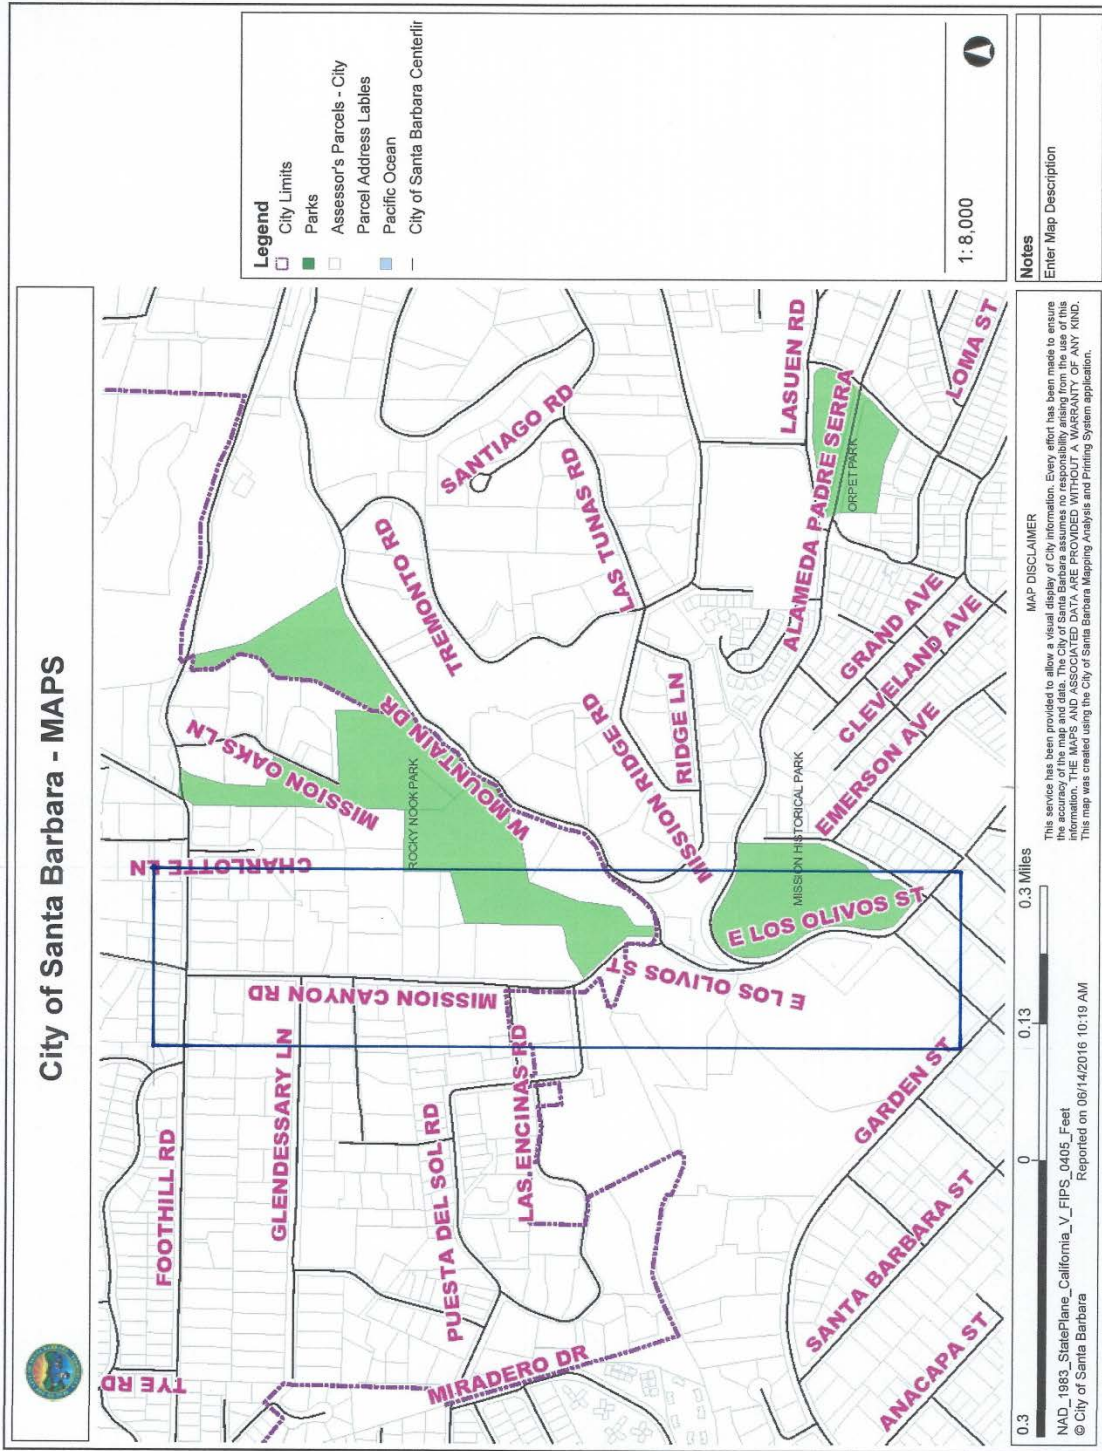 City of Santa Barbara - MAPS
Legend
City Limits
Parks
Assessor's Parcels - City
Parcel Address Lables
Pacific Ocean
City of Santa Barbara Centerlir
1: 8,000
TYE RD
FOOTHILL RD
CHARLOTTE LN
GLENDESSARY LN
MISSION CANYON RD
MISSION OAKS LN
ROCKY NOOK PARK
TREMONTO RD
SANTIAGO RD
PUESTA DEL SOL RD
LAS ENCINAS RD
W MOUNTAIN DR
LAS TUNAS RD
MIRADERO DR
E LOS OLIVOS ST
MISSION RIDGE RD
RIDGE LN
LASUEN RD
E LOS OLIVOS ST
MISSION HISTORICAL PARK
ALAMEDA PADRE SERRA
ORPET PARK
GARDEN ST
EMERSON AVE
CLEVELAND AVE
GRAND AVE
LOMA ST
SANTA BARBARA ST
ANACAPA ST
0.3
0
0.13
0.3 Miles
NAD_1983_StatePlane_California_V_FIPS_0405_Feet
© City of Santa Barbara
Reported on 06/14/2016 10:19 AM
MAP DISCLAIMER
This service has been provided to allow a visual display of City information. Every effort has been made to ensure
the accuracy of the map and data. The City of Santa Barbara assumes no responsibility arising from the use of this
information. THE MAPS AND ASSOCIATED DATA ARE PROVIDED WITHOUT A WARRANTY OF ANY KIND.
This map was created using the City of Santa Barbara Mapping Analysis and Printing System application.
Notes
Enter Map Description